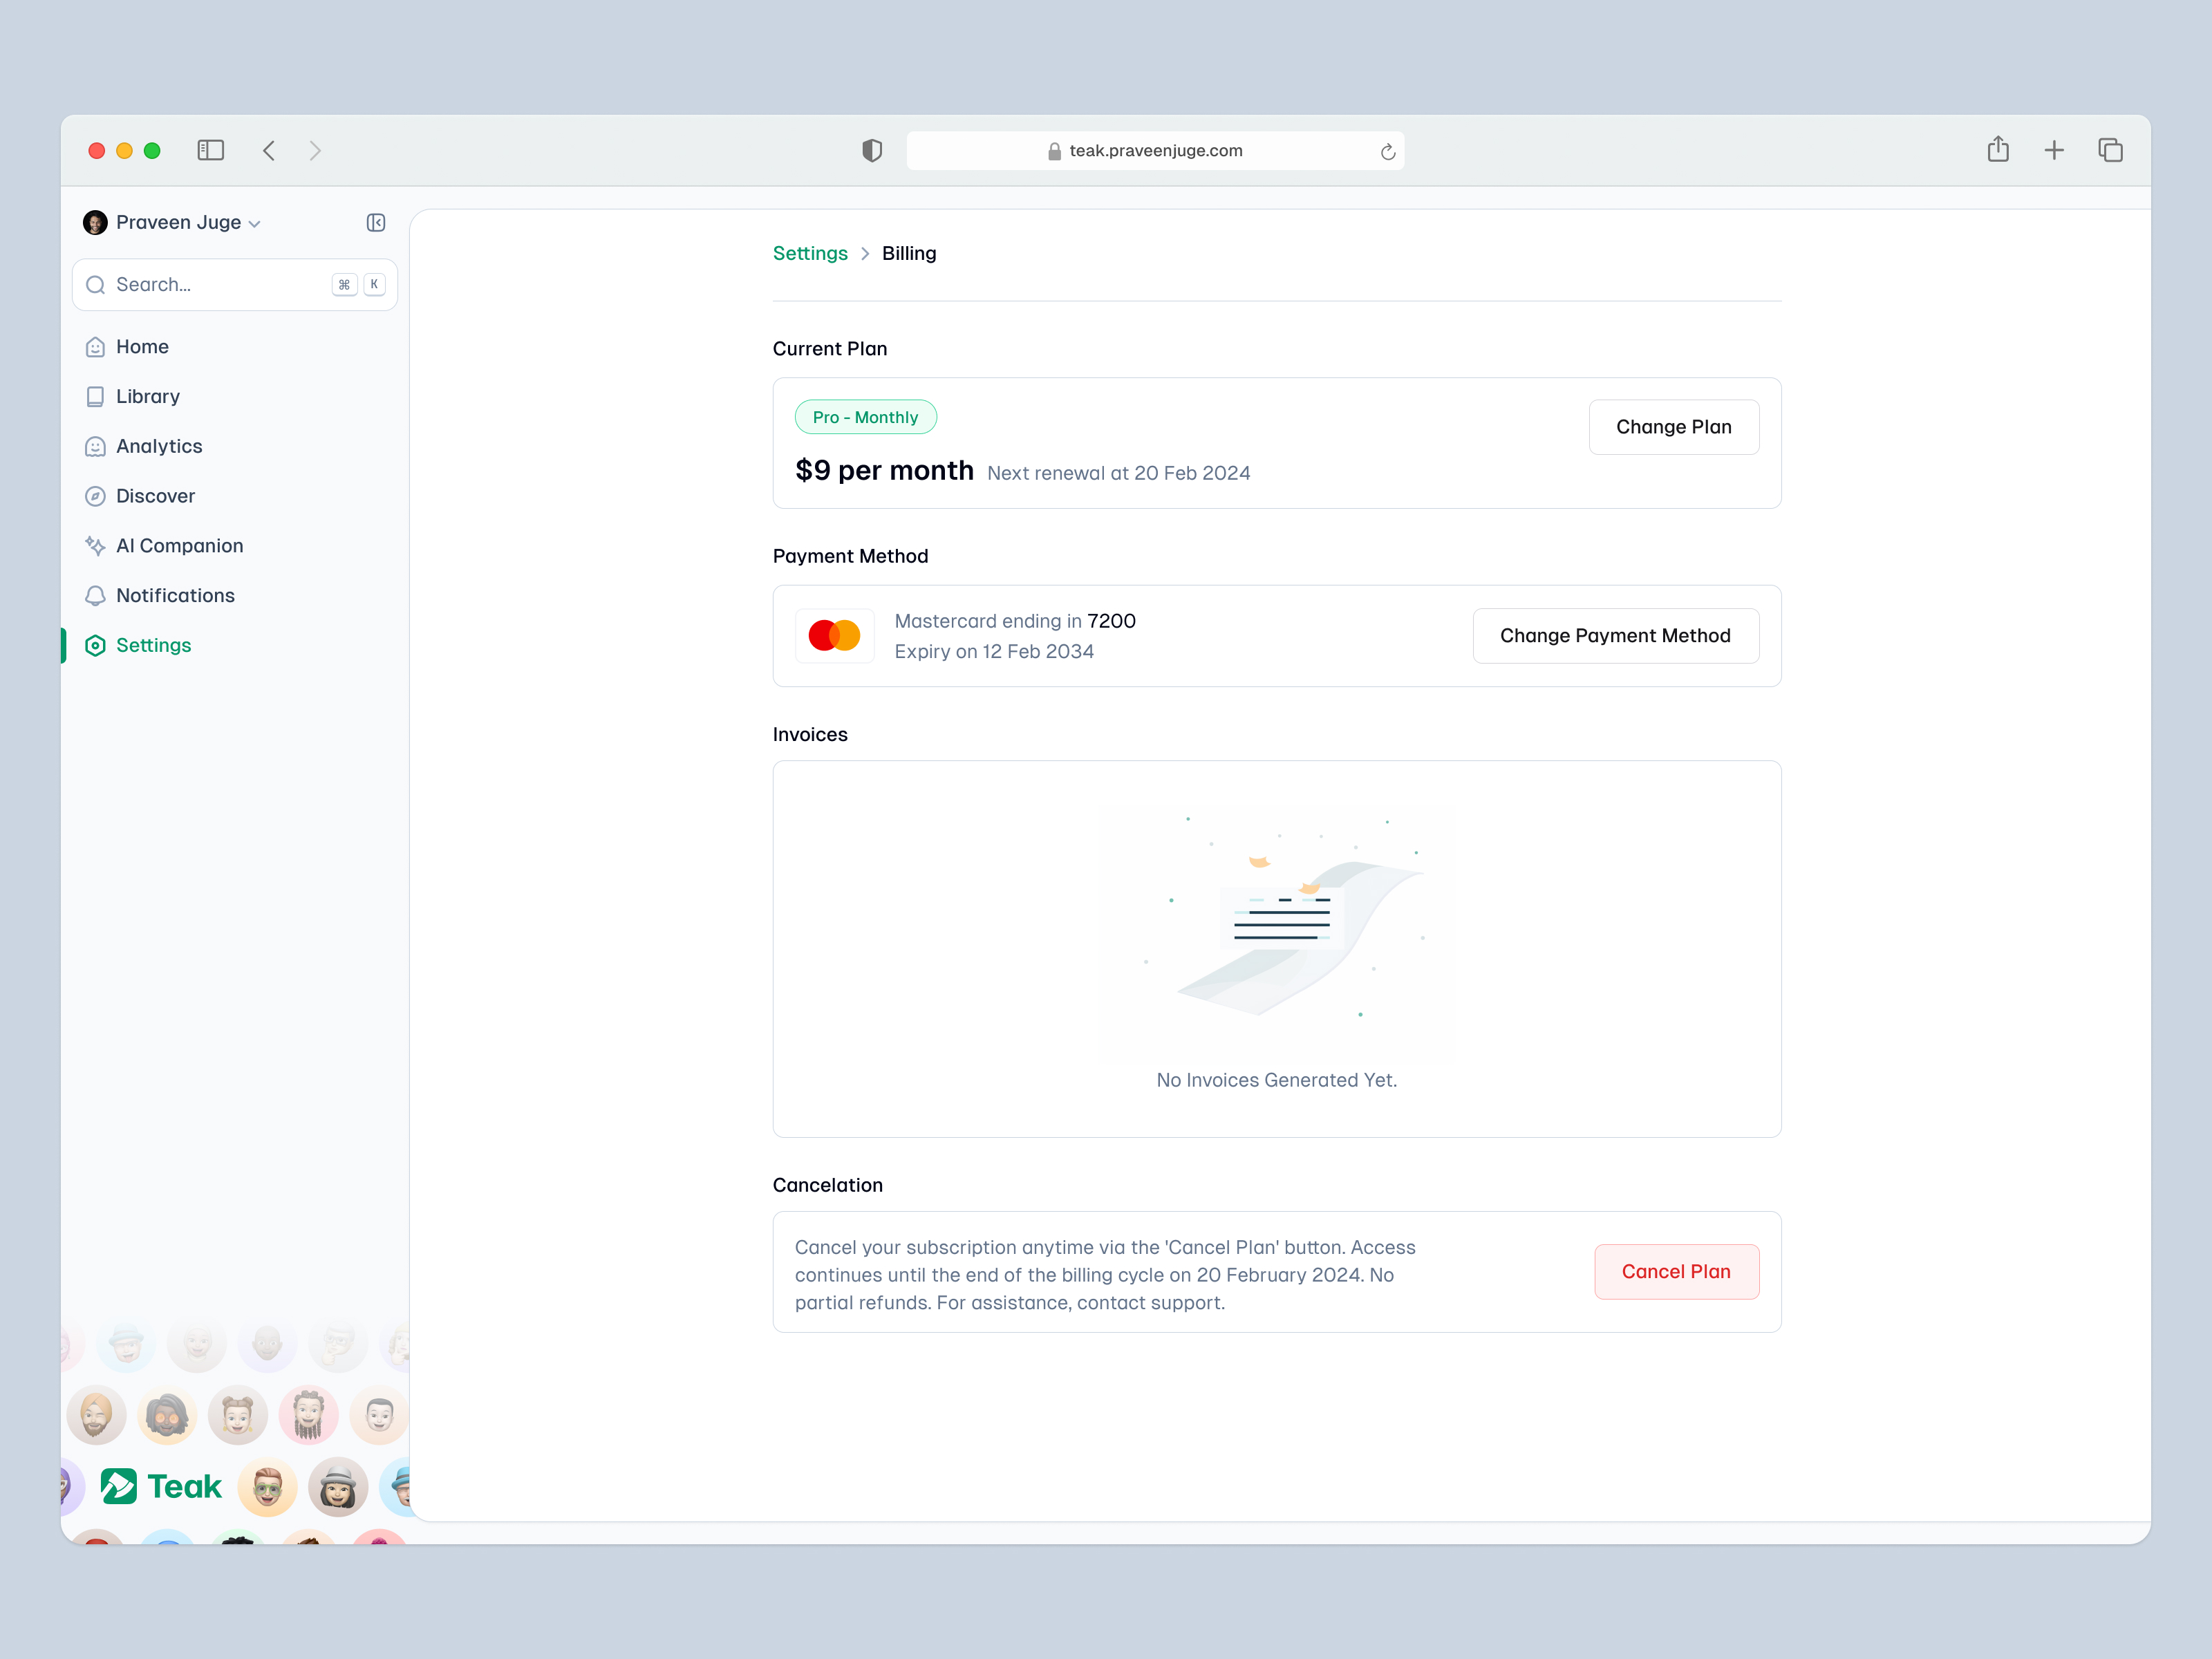 teak.praveenjuge.com
Praveen Juge
Search...
⌘ K
Home
Library
Analytics
Discover
AI Companion
Notifications
Settings
Teak
Settings > Billing
Current Plan
Pro - Monthly
$9 per month Next renewal at 20 Feb 2024
Change Plan
Payment Method
Mastercard ending in 7200
Expiry on 12 Feb 2034
Change Payment Method
Invoices
No Invoices Generated Yet.
Cancelation
Cancel your subscription anytime via the 'Cancel Plan' button. Access
continues until the end of the billing cycle on 20 February 2024. No
partial refunds. For assistance, contact support.
Cancel Plan